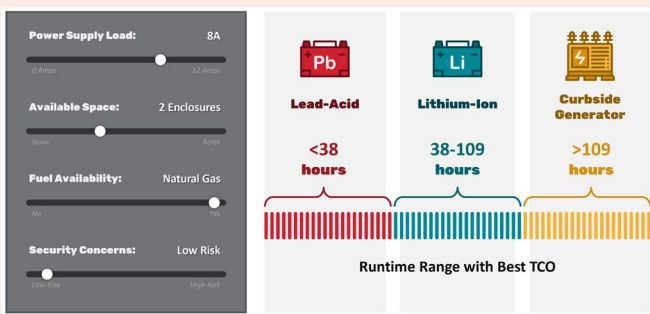 Power Supply Load: 8A
0 Amps 12 Amps
Available Space: 2 Enclosures
None Acres
Fuel Availability: Natural Gas
No Yes
Security Concerns: Low Risk
Low-Risk High-Risk
Pb
Lead-Acid
<38
hours
Li
Lithium-Ion
38-109
hours
Curbside
Generator
>109
hours
Runtime Range with Best TCO